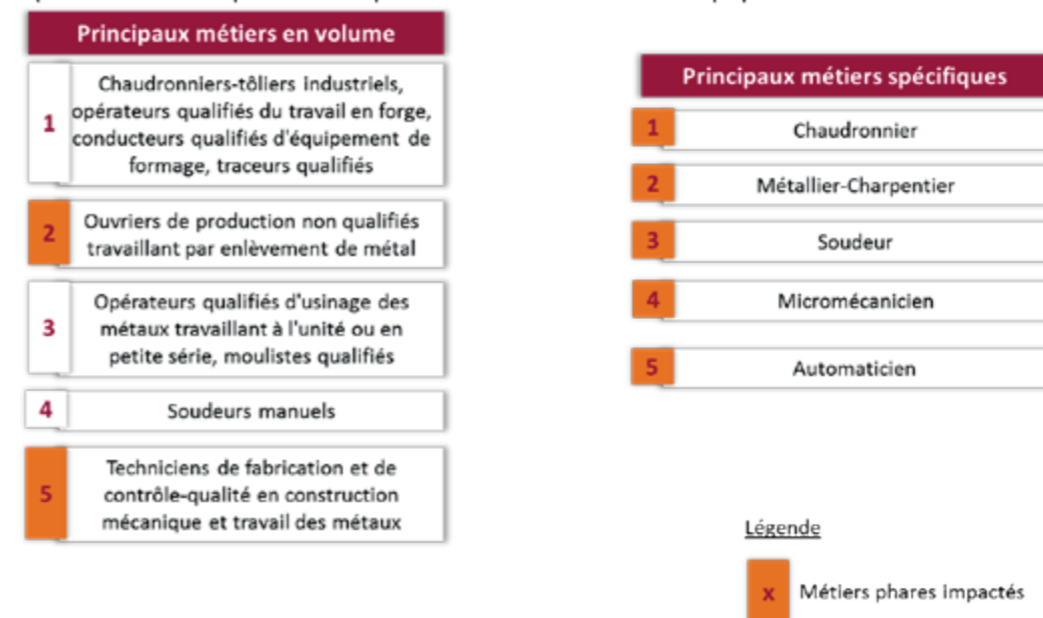 Principaux métiers en volume
1
Chaudronniers-tôliers industriels,
opérateurs qualifiés du travail en forge,
conducteurs qualifiés d'équipement de
formage, traceurs qualifiés
2
Ouvriers de production non qualifiés
travaillant par enlèvement de métal
3
Opérateurs qualifiés d'usinage des
métaux travaillant à l'unité ou en
petite série, moulistes qualifiés
4
Soudeurs manuels
5
Techniciens de fabrication et de
contrôle-qualité en construction
mécanique et travail des métaux
Principaux métiers spécifiques
1
Chaudronnier
2
Métallier-Charpentier
3
Soudeur
4
Micromécanicien
5
Automaticien
Légende
x
Métiers phares impactés